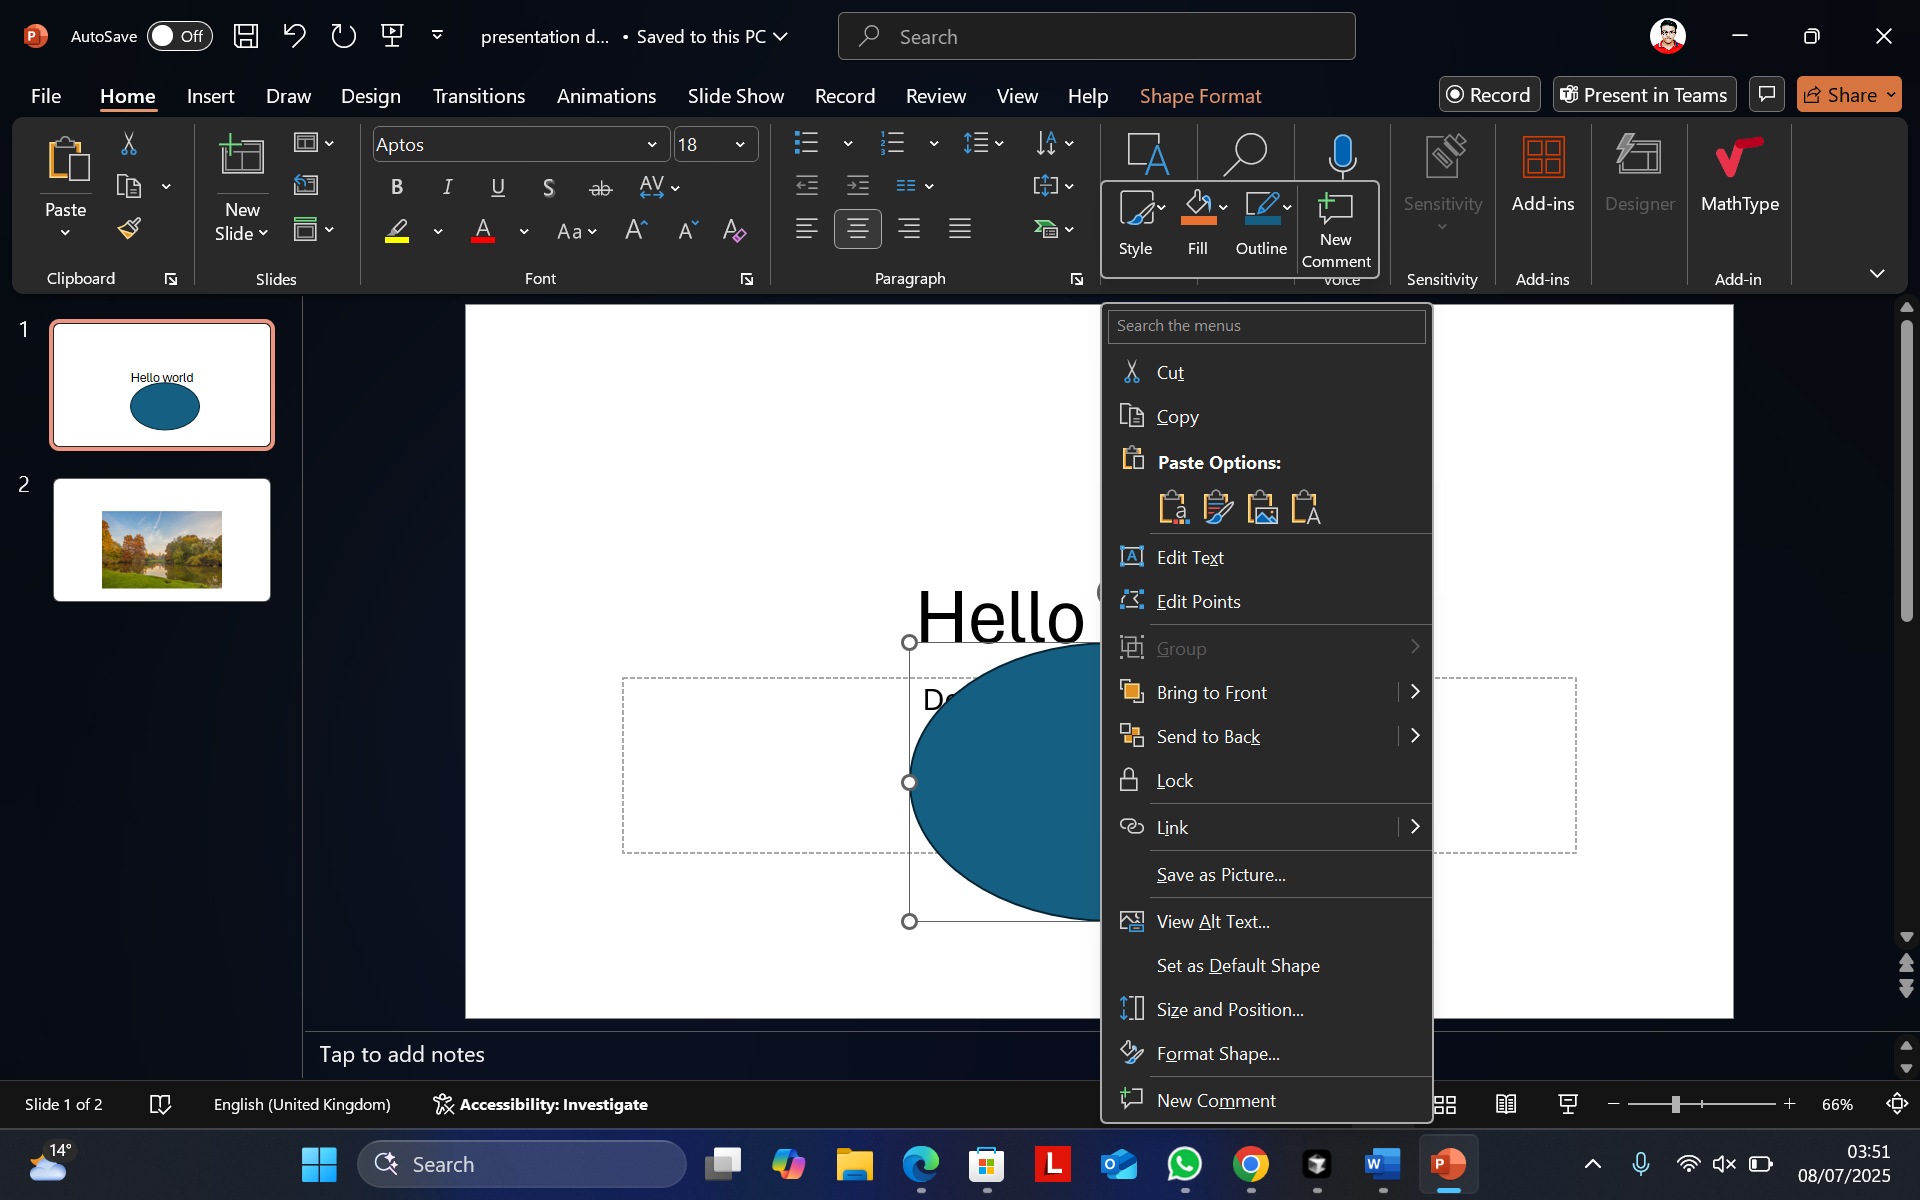 AutoSave Off presentation d... • Saved to this PC Search
File Home Insert Draw Design Transitions Animations Slide Show Record Review View Help Shape Format Record Present in Teams Share
Paste
New
Slide
Aptos 18
B I U S ab AV
A Aa A A A
Clipboard Slides Font Paragraph
Style Fill Outline New
Comment
Voice
Sensitivity Add-ins Designer MathType
Sensitivity Add-ins Add-in
1
Hello world
2
Hello
Search the menus
Cut
Copy
Paste Options:
Edit Text
Edit Points
Group
Bring to Front
Send to Back
Lock
Link
Save as Picture...
View Alt Text...
Set as Default Shape
Size and Position...
Format Shape...
New Comment
Tap to add notes
Slide 1 of 2 English (United Kingdom) Accessibility: Investigate 66%
14°
Search
03:51
08/07/2025